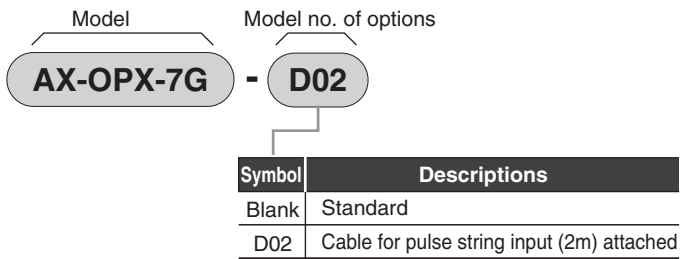 Model Model no. of options
AX-OPX-7G - D02
Symbol Descriptions
Blank Standard
D02 Cable for pulse string input (2m) attached